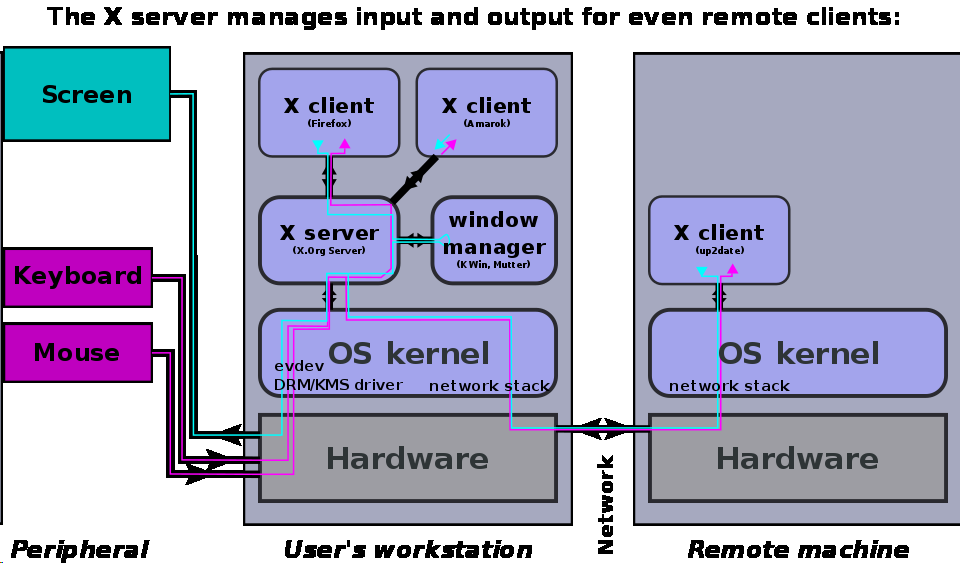 The X server manages input and output for even remote clients:
Screen
Keyboard
Mouse
Peripheral
X client
(Firefox)
X client
(Amarok)
X server
(X.Org Server)
window
manager
(KWin, Mutter)
OS kernel
evdev
DRM/KMS driver
network stack
Hardware
User's workstation
Network
X client
(up2date)
OS kernel
network stack
Hardware
Remote machine